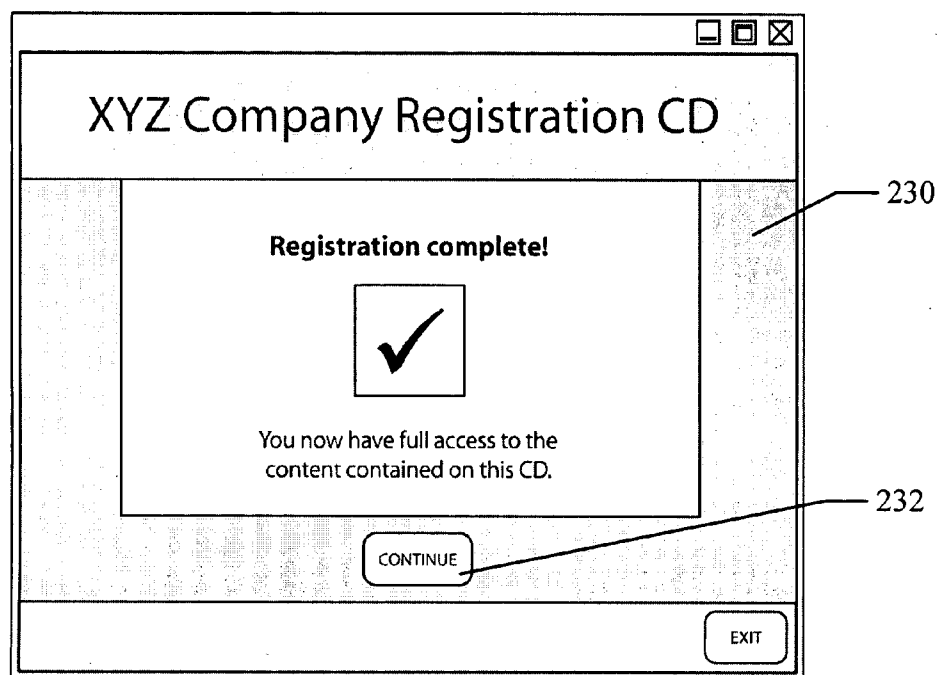 XYZ Company Registration CD
230
Registration complete!
You now have full access to the
content contained on this CD.
232
CONTINUE
EXIT